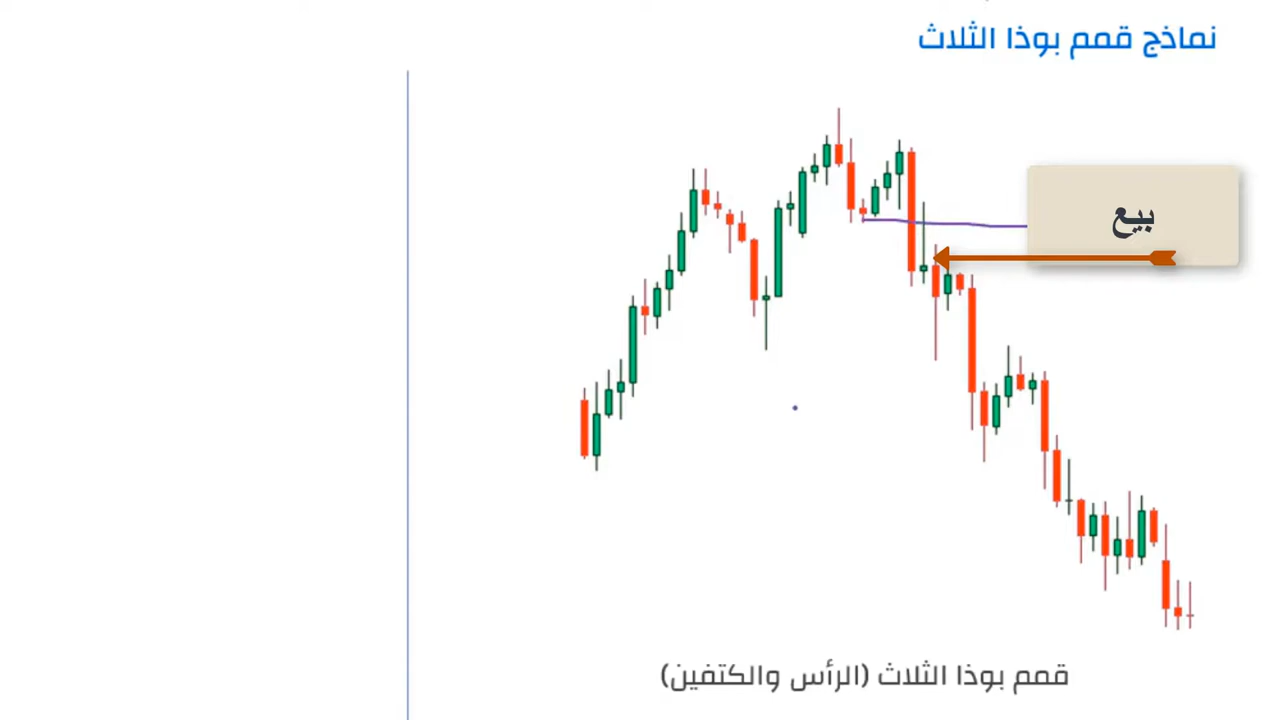 نماذج قمم بوذا الثلاث
بيع
قمم بوذا الثلاث (الرأس والكتفين)